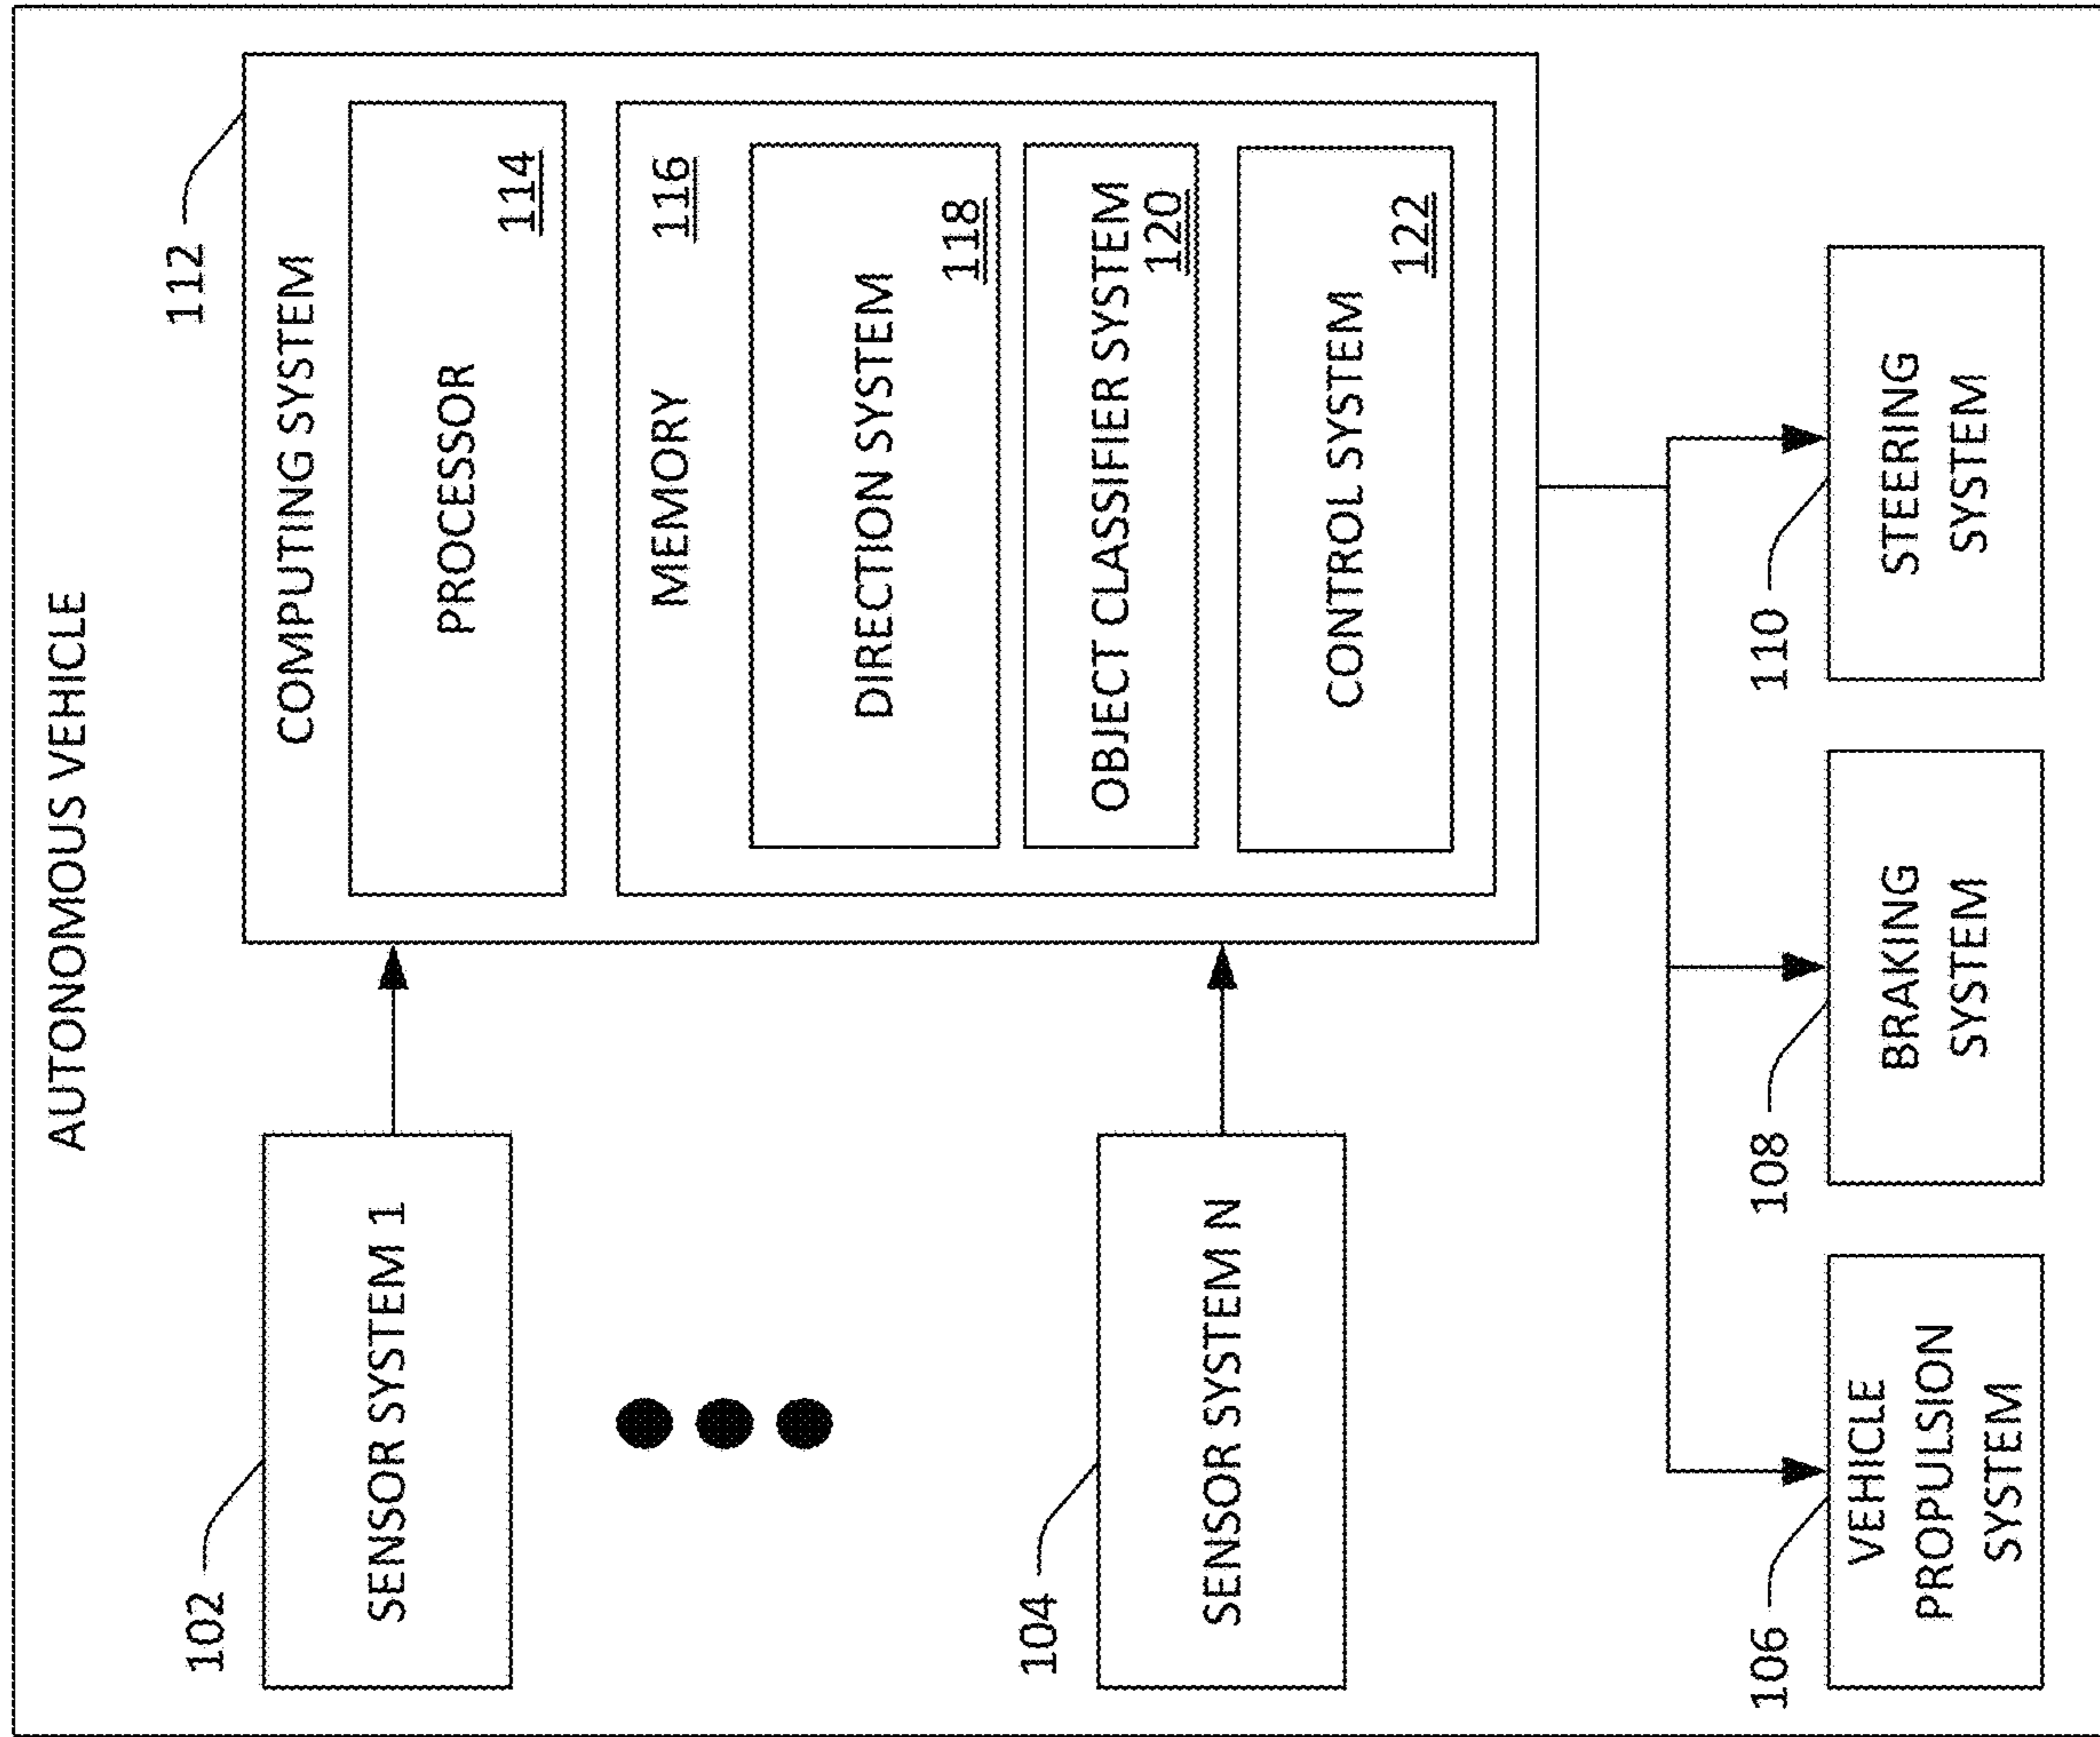 AUTONOMOUS VEHICLE
102
SENSOR SYSTEM 1
104
SENSOR SYSTEM N
112
COMPUTING SYSTEM
PROCESSOR
114
MEMORY 116
DIRECTION SYSTEM
118
OBJECT CLASSIFIER SYSTEM
120
CONTROL SYSTEM
122
106
VEHICLE
PROPULSION
SYSTEM
108
BRAKING
SYSTEM
110
STEERING
SYSTEM